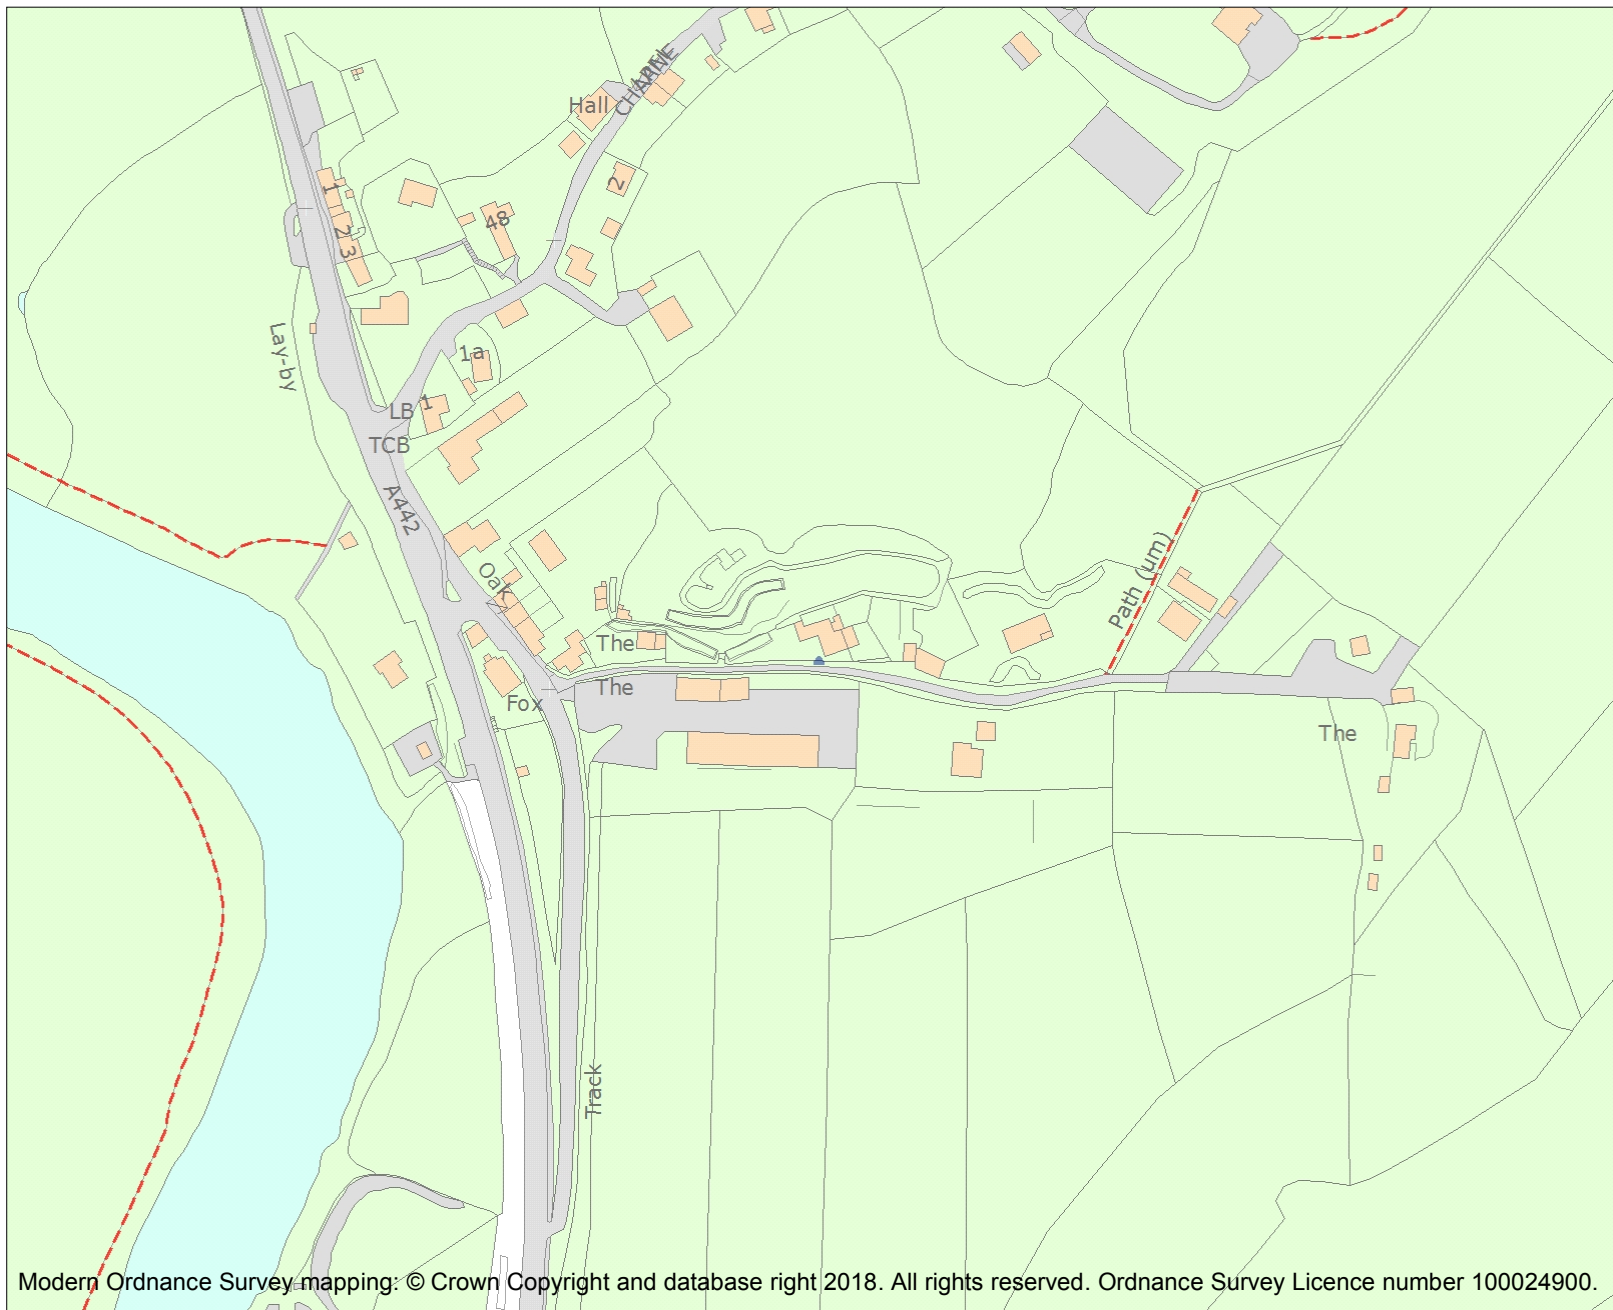 CHAPEL LANE
Hall
2
1
48
2
3
Lay-by
1a
1
LB
TCB
A442
Oak
Path (um)
The
The
Fox
The
Track
Modern Ordnance Survey mapping: © Crown Copyright and database right 2018. All rights reserved. Ordnance Survey Licence number 100024900.